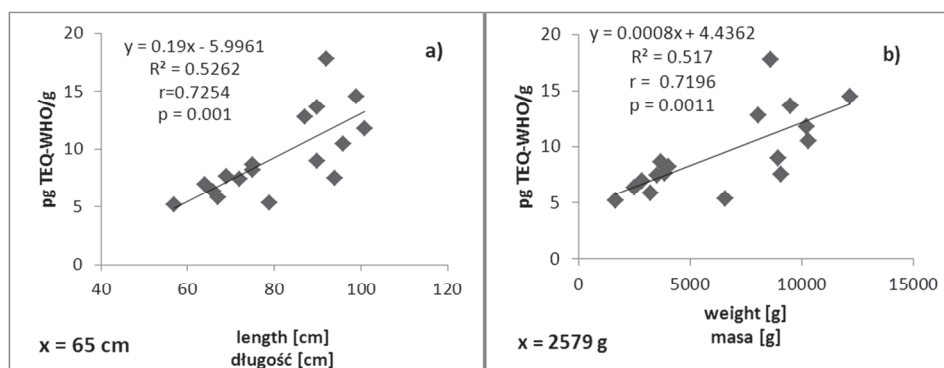 a)
y = 0.19x - 5.9961
R² = 0.5262
r=0.7254
p = 0.001
pg TEQ-WHO/g
20
15
10
5
0
40 60 80 100 120
length [cm]
długość [cm]
x = 65 cm
b)
y = 0.0008x + 4.4362
R² = 0.517
r = 0.7196
p = 0.0011
pg TEQ-WHO/g
20
15
10
5
0
0 5000 10000 15000
weight [g]
masa [g]
x = 2579 g